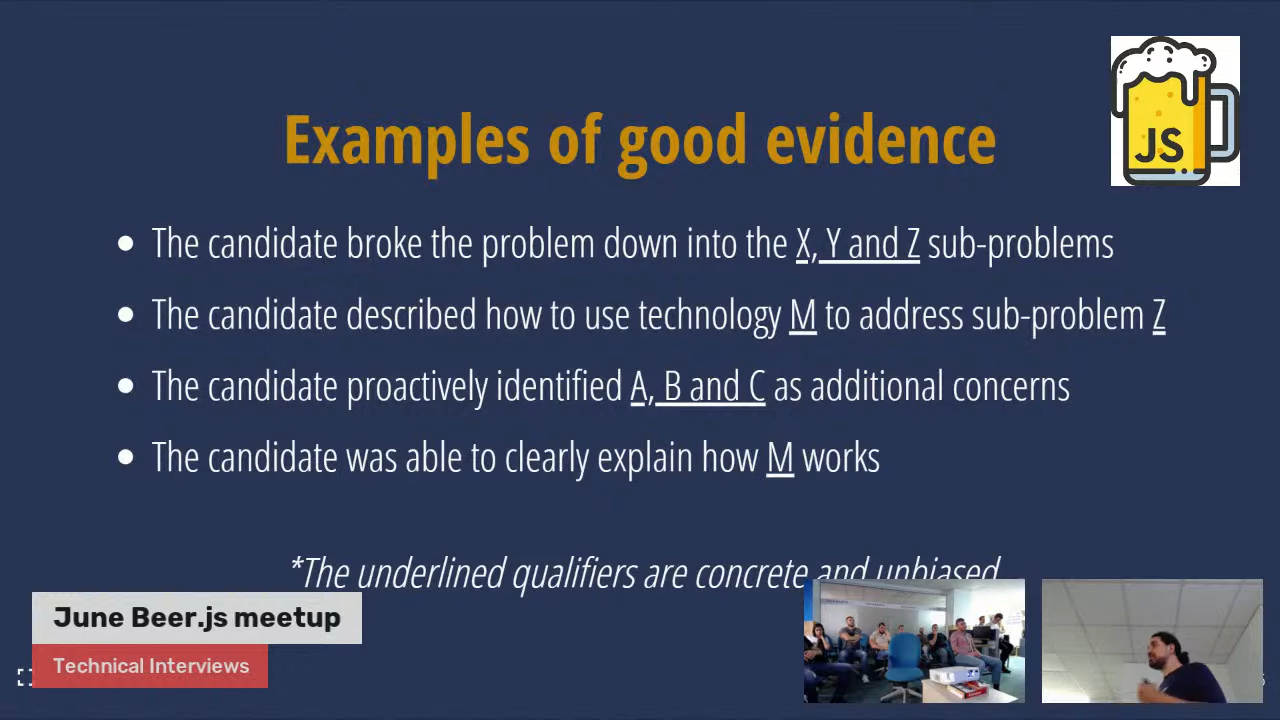 Examples of good evidence
JS
The candidate broke the problem down into the X, Y and Z sub-problems
The candidate described how to use technology M to address sub-problem Z
The candidate proactively identified A, B and C as additional concerns
The candidate was able to clearly explain how M works
*The underlined qualifiers are concrete and unbiased
June Beer.js meetup
Technical Interviews